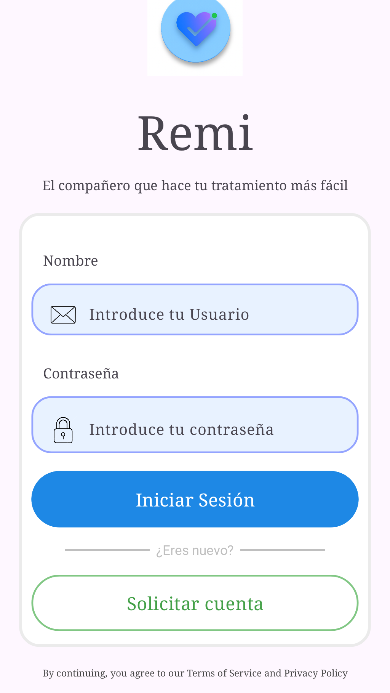 Remi
El compañero que hace tu tratamiento más fácil
Nombre
Introduce tu Usuario
Contraseña
Introduce tu contraseña
Iniciar Sesión
¿Eres nuevo?
Solicitar cuenta
By continuing, you agree to our Terms of Service and Privacy Policy